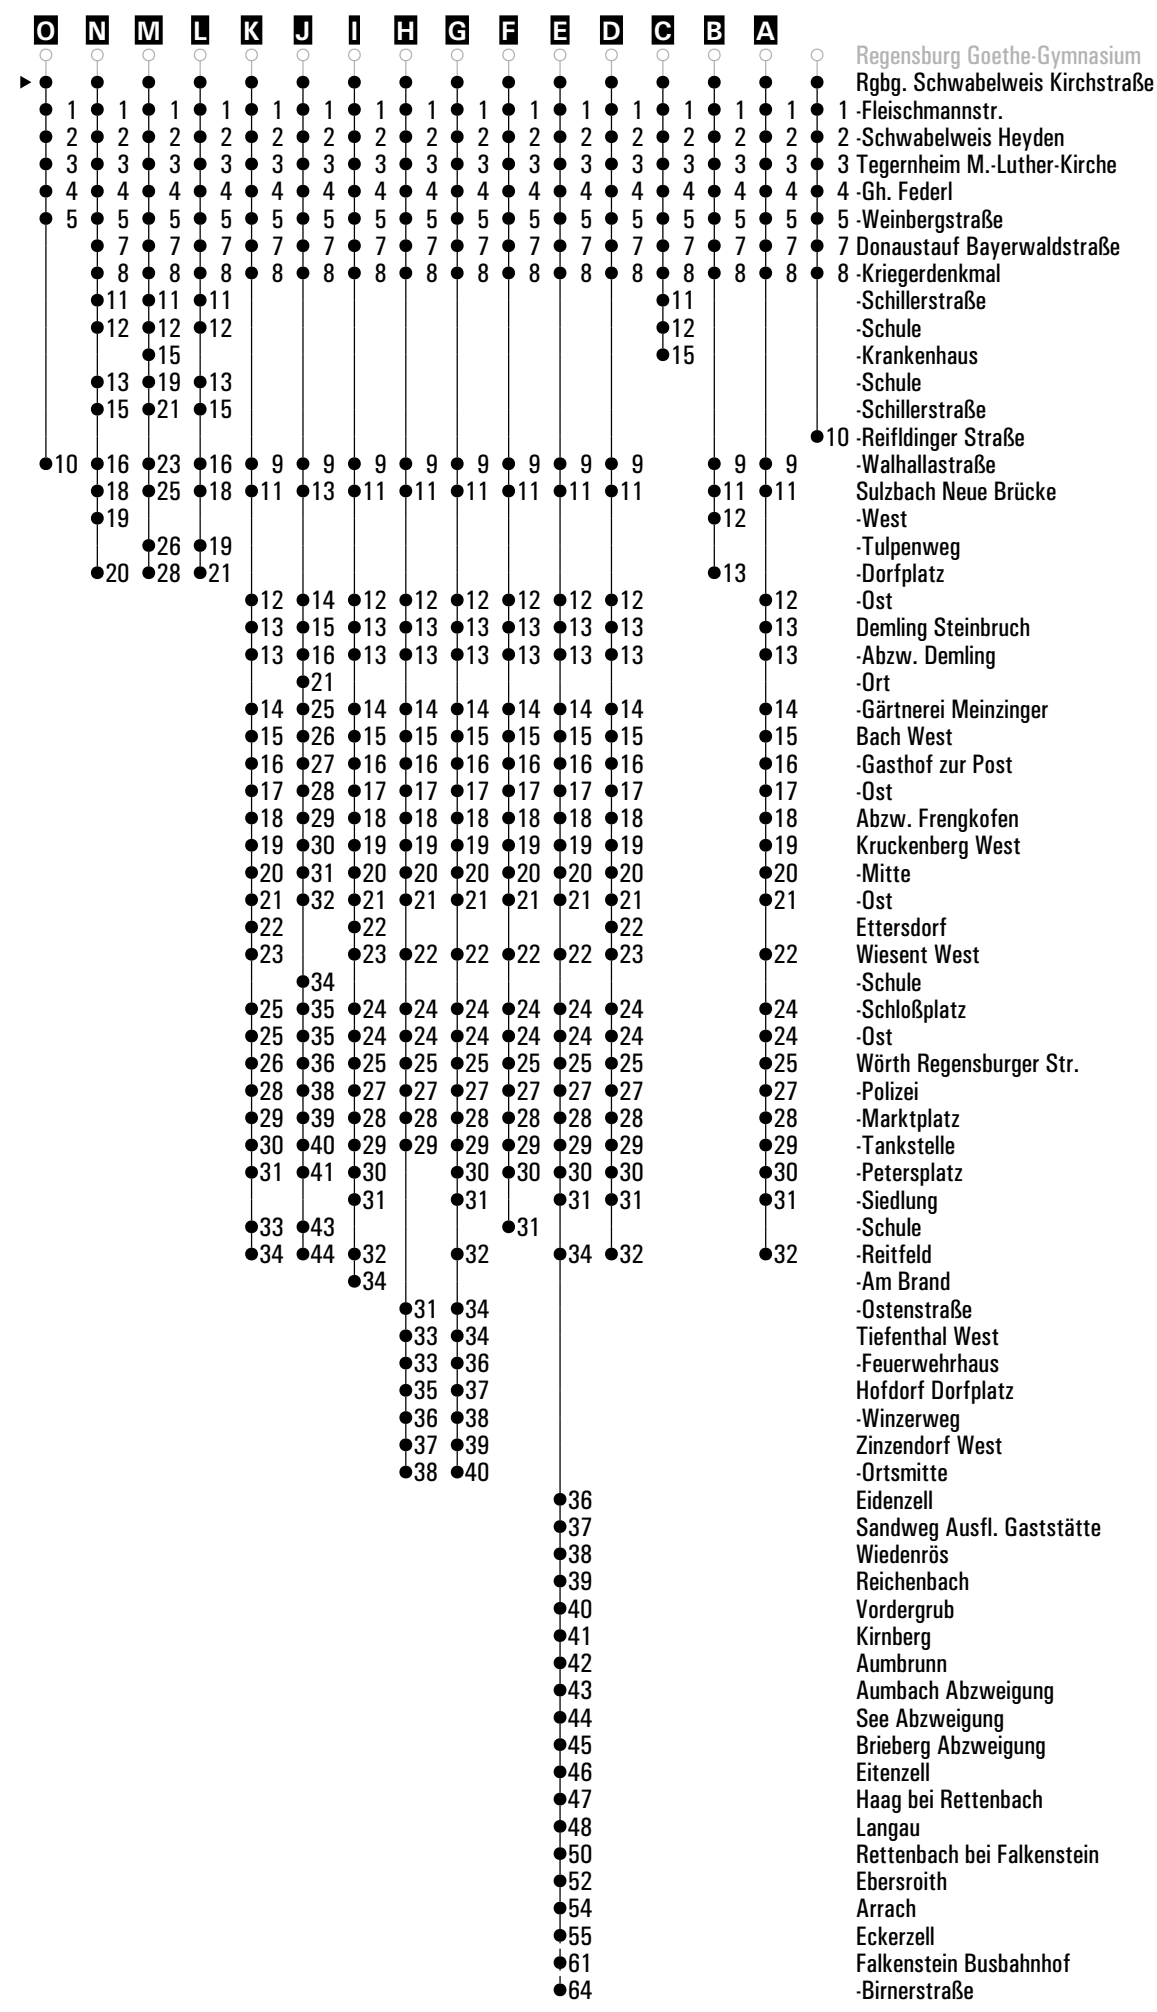 O N M L K J I H G F E D C B A
Regensburg Goethe-Gymnasium
Rgbg. Schwabelweis Kirchstraße
1 1 1 1 1 1 1 1 1 1 1 1 1 1 1 1 -Fleischmannstr.
2 2 2 2 2 2 2 2 2 2 2 2 2 2 2 2 -Schwabelweis Heyden
3 3 3 3 3 3 3 3 3 3 3 3 3 3 3 3 Tegernheim M.-Luther-Kirche
4 4 4 4 4 4 4 4 4 4 4 4 4 4 4 4 -Gh. Federl
5 5 5 5 5 5 5 5 5 5 5 5 5 5 5 5 -Weinbergstraße
7 7 7 7 7 7 7 7 7 7 7 7 7 7 7 Donaustauf Bayerwaldstraße
8 8 8 8 8 8 8 8 8 8 8 8 8 8 8 -Kriegerdenkmal
11 11 11 11 -Schillerstraße
12 12 12 12 -Schule
15 15 -Krankenhaus
13 19 13 -Schule
15 21 15 -Schillerstraße
10 -Reifldinger Straße
10 16 23 16 9 9 9 9 9 9 9 9 9 9 -Walhallastraße
18 25 18 11 13 11 11 11 11 11 11 11 11 Sulzbach Neue Brücke
19 12 -West
26 19 -Tulpenweg
20 28 21 13 -Dorfplatz
12 14 12 12 12 12 12 12 12 -Ost
13 15 13 13 13 13 13 13 13 Demling Steinbruch
13 16 13 13 13 13 13 13 13 -Abzw. Demling
21 -Ort
14 25 14 14 14 14 14 14 14 -Gärtnerei Meinzinger
15 26 15 15 15 15 15 15 15 Bach West
16 27 16 16 16 16 16 16 16 -Gasthof zur Post
17 28 17 17 17 17 17 17 17 -Ost
18 29 18 18 18 18 18 18 18 Abzw. Frengkofen
19 30 19 19 19 19 19 19 19 Kruckenberg West
20 31 20 20 20 20 20 20 20 -Mitte
21 32 21 21 21 21 21 21 21 -Ost
22 22 22 Ettersdorf
23 23 22 22 22 22 23 22 Wiesent West
34 -Schule
25 35 24 24 24 24 24 24 24 -Schloßplatz
25 35 24 24 24 24 24 24 24 -Ost
26 36 25 25 25 25 25 25 25 Wörth Regensburger Str.
28 38 27 27 27 27 27 27 27 -Polizei
29 39 28 28 28 28 28 28 28 -Marktplatz
30 40 29 29 29 29 29 29 29 -Tankstelle
31 41 30 30 30 30 30 30 -Petersplatz
31 31 31 31 31 -Siedlung
33 43 31 -Schule
34 44 32 32 34 32 32 -Reitfeld
34 -Am Brand
31 34 -Ostenstraße
33 34 Tiefenthal West
33 36 -Feuerwehrhaus
35 37 Hofdorf Dorfplatz
36 38 -Winzerweg
37 39 Zinzendorf West
38 40 -Ortsmitte
36 Eidenzell
37 Sandweg Ausfl. Gaststätte
38 Wiedenrös
39 Reichenbach
40 Vordergrub
41 Kirnberg
42 Aumbrunn
43 Aumbach Abzweigung
44 See Abzweigung
45 Brieberg Abzweigung
46 Eitenzell
47 Haag bei Rettenbach
48 Langau
50 Rettenbach bei Falkenstein
52 Ebersroith
54 Arrach
55 Eckerzell
61 Falkenstein Busbahnhof
64 -Birnerstraße